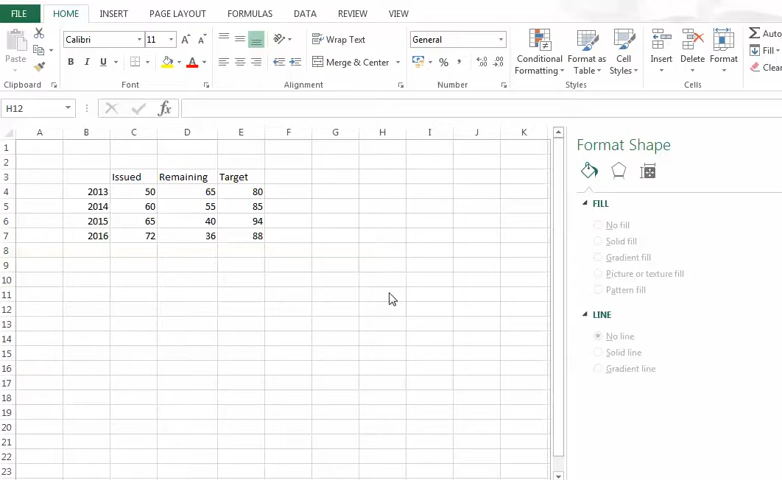 FILE HOME INSERT PAGE LAYOUT FORMULAS DATA REVIEW VIEW
Calibri 11 A A Wrap Text General Auto
Paste Conditional Format as Cell Insert Delete Format Fill
B I U A Merge & Center % Formatting Table Styles Clea
Clipboard Font Alignment Number Styles Cells
H12 fx
A B C D E F G H I J K
1
2
3 Issued Remaining Target
4 2013 50 65 80
5 2014 60 55 85
6 2015 65 40 94
7 2016 72 36 88
8
9
10
11
12
13
14
15
16
17
18
19
20
21
22
23
Format Shape
FILL
No fill
Solid fill
Gradient fill
Picture or texture fill
Pattern fill
LINE
No line
Solid line
Gradient line